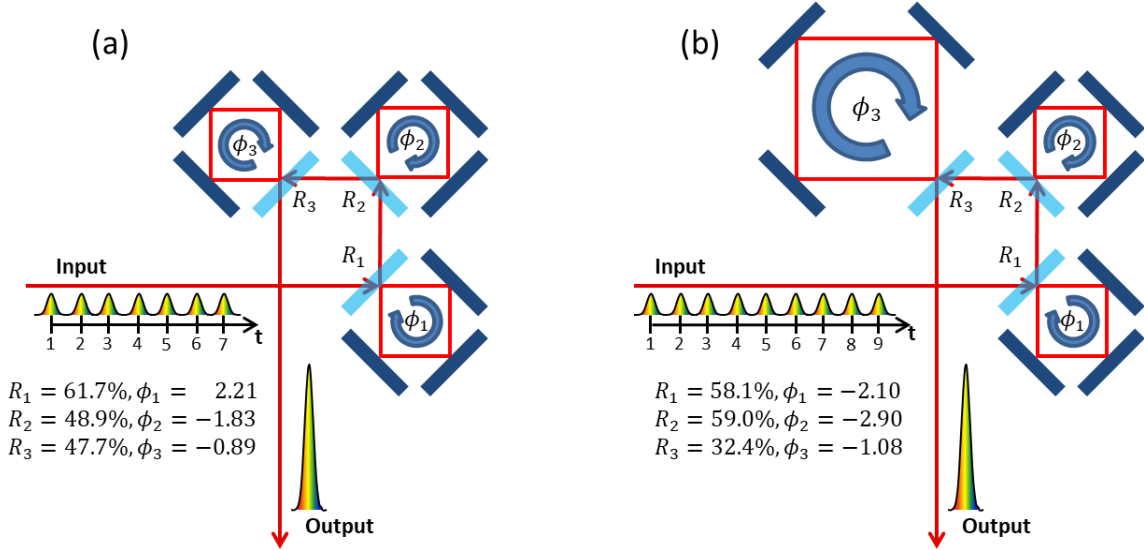 (a)
ϕ₃
ϕ₂
R₃
R₂
R₁
Input
ϕ₁
t
1 2 3 4 5 6 7
R₁ = 61.7%, ϕ₁ = 2.21
R₂ = 48.9%, ϕ₂ = −1.83
R₃ = 47.7%, ϕ₃ = −0.89
Output
(b)
ϕ₃
ϕ₂
R₃
R₂
R₁
Input
ϕ₁
t
1 2 3 4 5 6 7 8 9
R₁ = 58.1%, ϕ₁ = −2.10
R₂ = 59.0%, ϕ₂ = −2.90
R₃ = 32.4%, ϕ₃ = −1.08
Output